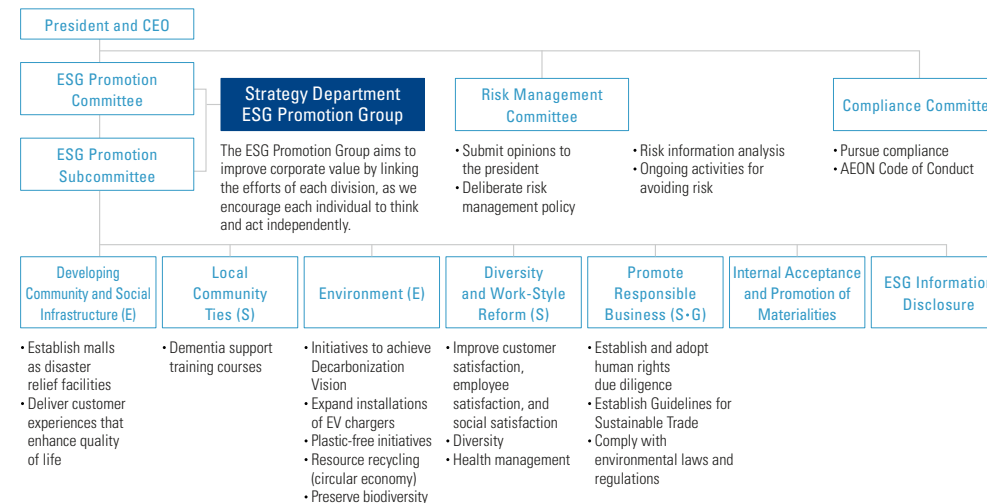 President and CEO
ESG Promotion
Committee
Strategy Department
ESG Promotion Group
Risk Management
Committee
Compliance
ESG Promotion
Subcommittee
The ESG Promotion Group aims to
improve corporate value by linking
the efforts of each division, as we
encourage each individual to think
and act independently.
• Submit opinions to
the president
• Deliberate risk
management policy
• Risk information analysis
• Ongoing activities for
avoiding risk
• Pursue compliance
• AEON Code of Conduct
Developing
Community and Social
Infrastructure (E)
Local
Community
Ties (S)
Environment (E)
Diversity
and Work-Style
Reform (S)
Promote
Responsible
Business (S•G)
Internal Acceptance
and Promotion of
Materialities
ESG
Disclosure
• Establish malls
as disaster
relief facilities
• Deliver customer
experiences that
enhance quality
of life
• Dementia support
training courses
• Initiatives to achieve
Decarbonization
Vision
• Expand installations
of EV chargers
• Plastic-free initiatives
• Resource recycling
(circular economy)
• Preserve biodiversity
• Improve customer
satisfaction,
employee
satisfaction, and
social satisfaction
• Diversity
• Health management
• Establish and adopt
human rights
due diligence
• Establish Guidelines for
Sustainable Trade
• Comply with
environmental laws and
regulations